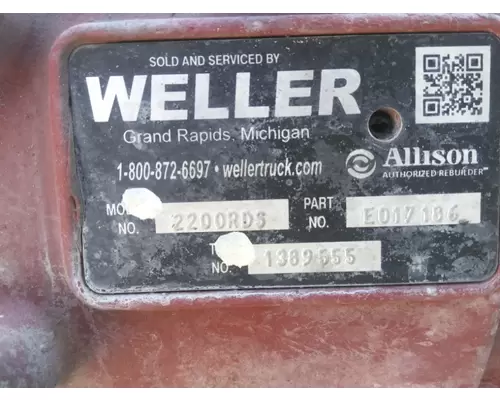 SOLD AND SERVICED BY
WELLER
Grand Rapids, Michigan
1-800-872-6697 • wellertruck.com
Allison
AUTHORIZED REBUILDER
NO. 2200RDS
PART NO. E017186
NO. 1389555